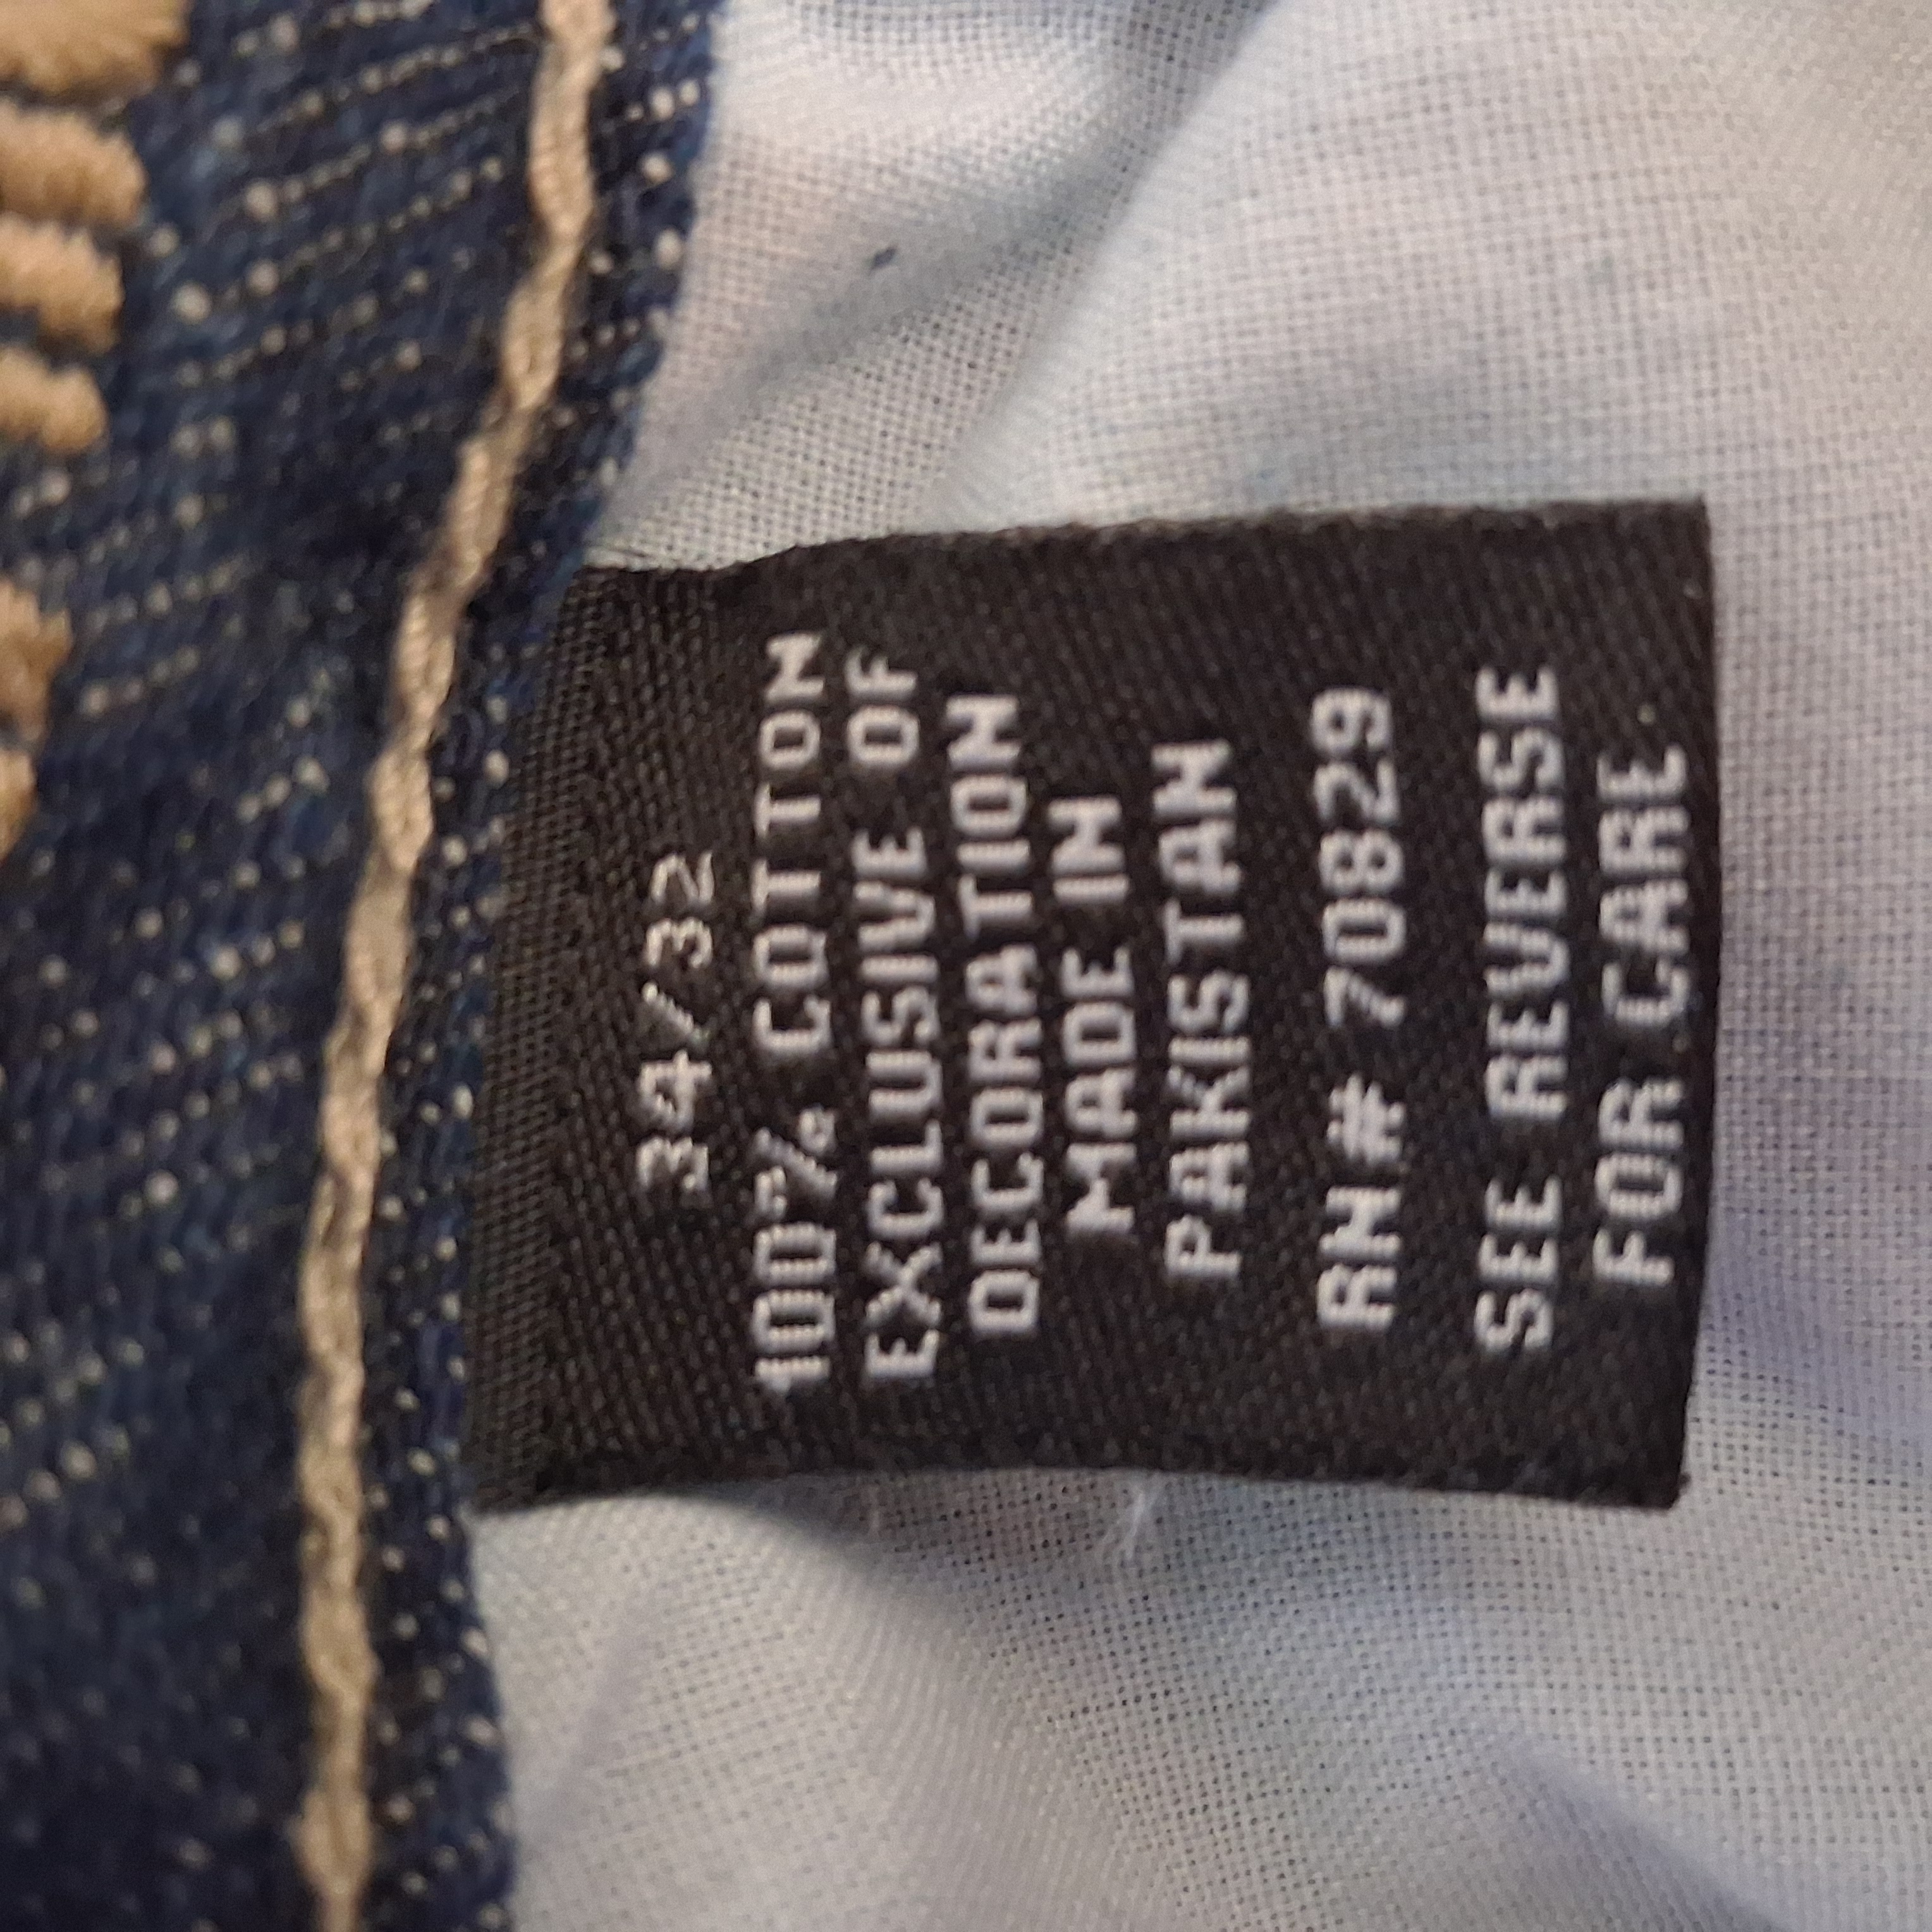 34/32
100% COTTON
EXCLUSIVE OF
DECORATION
MADE IN
PAKISTAN
RN# 70829
SEE REVERSE
FOR CARE